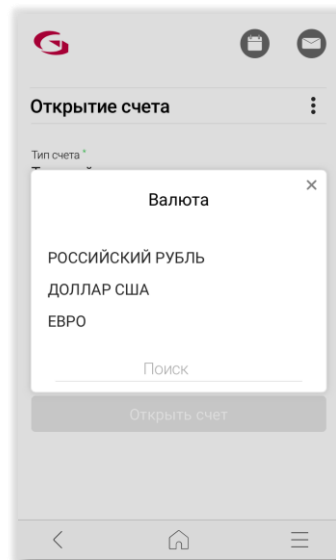 Открытие счета
Тип счета *
Валюта
РОССИЙСКИЙ РУБЛЬ
ДОЛЛАР США
ЕВРО
Поиск
Открыть счет